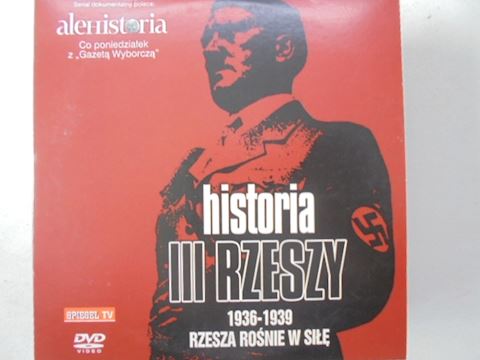 Serial dokumentalny poleca:
aleHistoria
Co poniedziałek
z „Gazetą Wyborczą"
historia
III RZESZY
1936-1939
RZESZA ROŚNIE W SIŁĘ
SPIEGEL TV
DVD
VIDEO